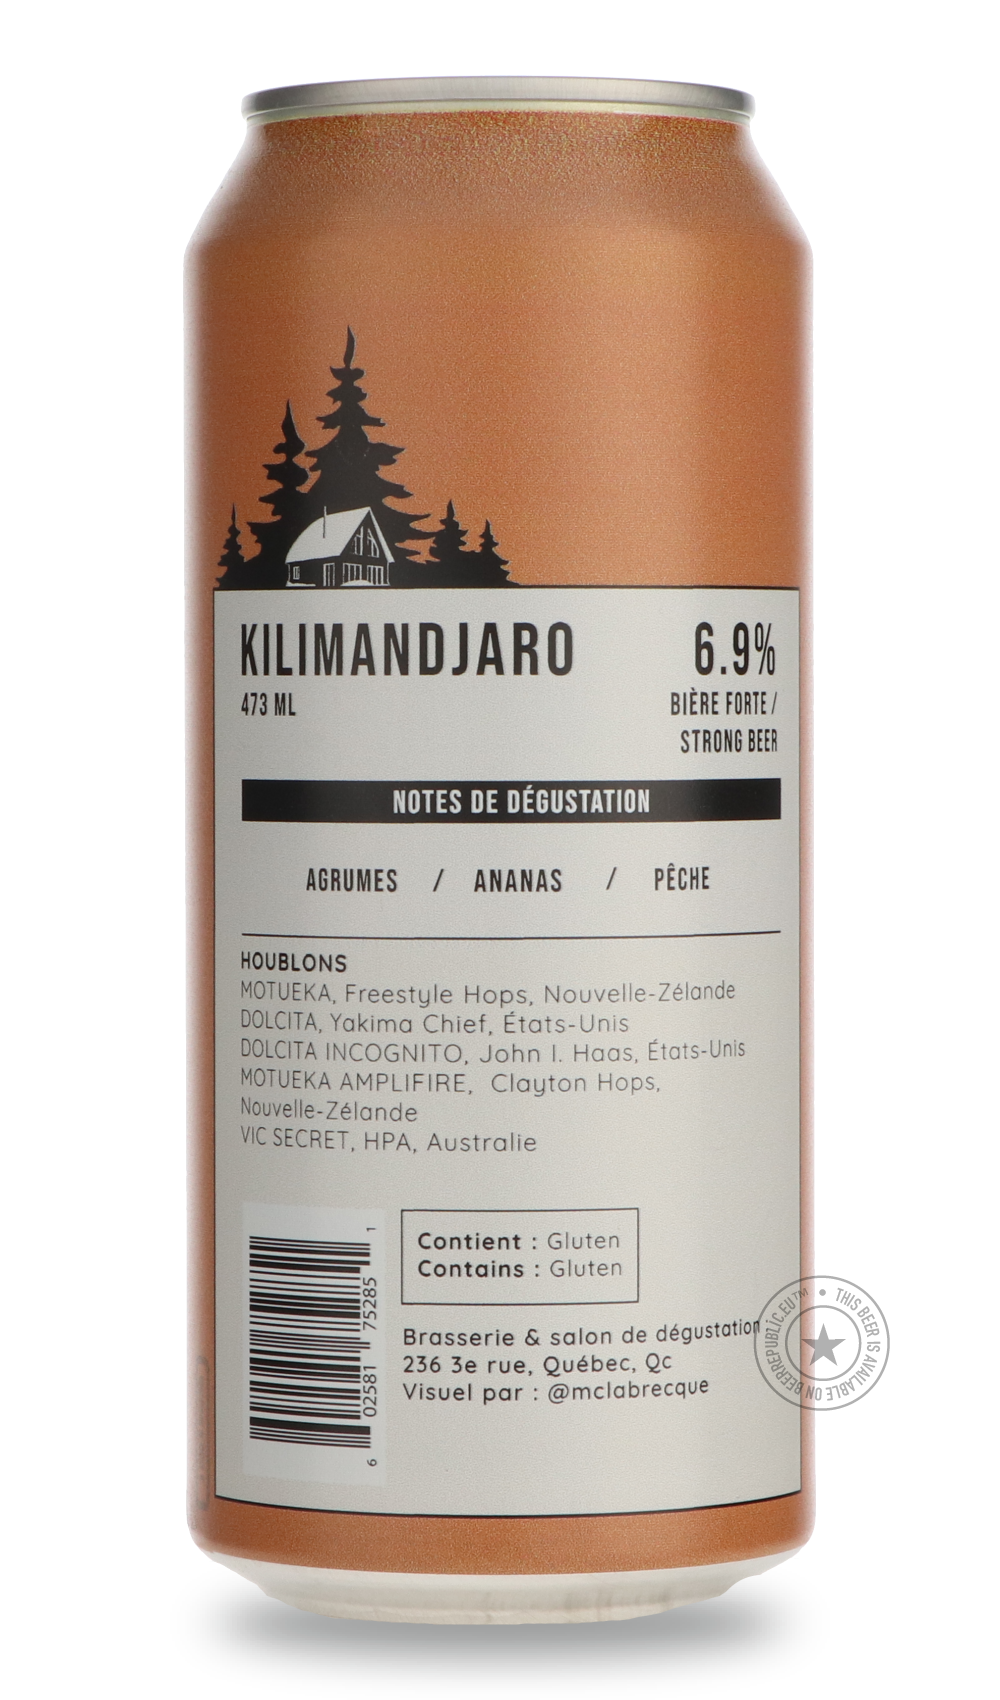 KILIMANDJARO
6.9%
473 ML
BIÈRE FORTE /
STRONG BEER
NOTES DE DÉGUSTATION
AGRUMES / ANANAS / PÊCHE
HOUBLONS
MOTUEKA, Freestyle Hops, Nouvelle-Zélande
DOLCITA, Yakima Chief, États-Unis
DOLCITA INCOGNITO, John I. Haas, États-Unis
MOTUEKA AMPLIFIRE, Clayton Hops,
Nouvelle-Zélande
VIC SECRET, HPA, Australie
Contient : Gluten
Contains : Gluten
6 02581 75285 1
Brasserie & salon de dégustation
236 3e rue, Québec, Qc
Visuel par : @mclabrecque
THIS BEER IS AVAILABLE ON BEERREPUBLIC.EU™